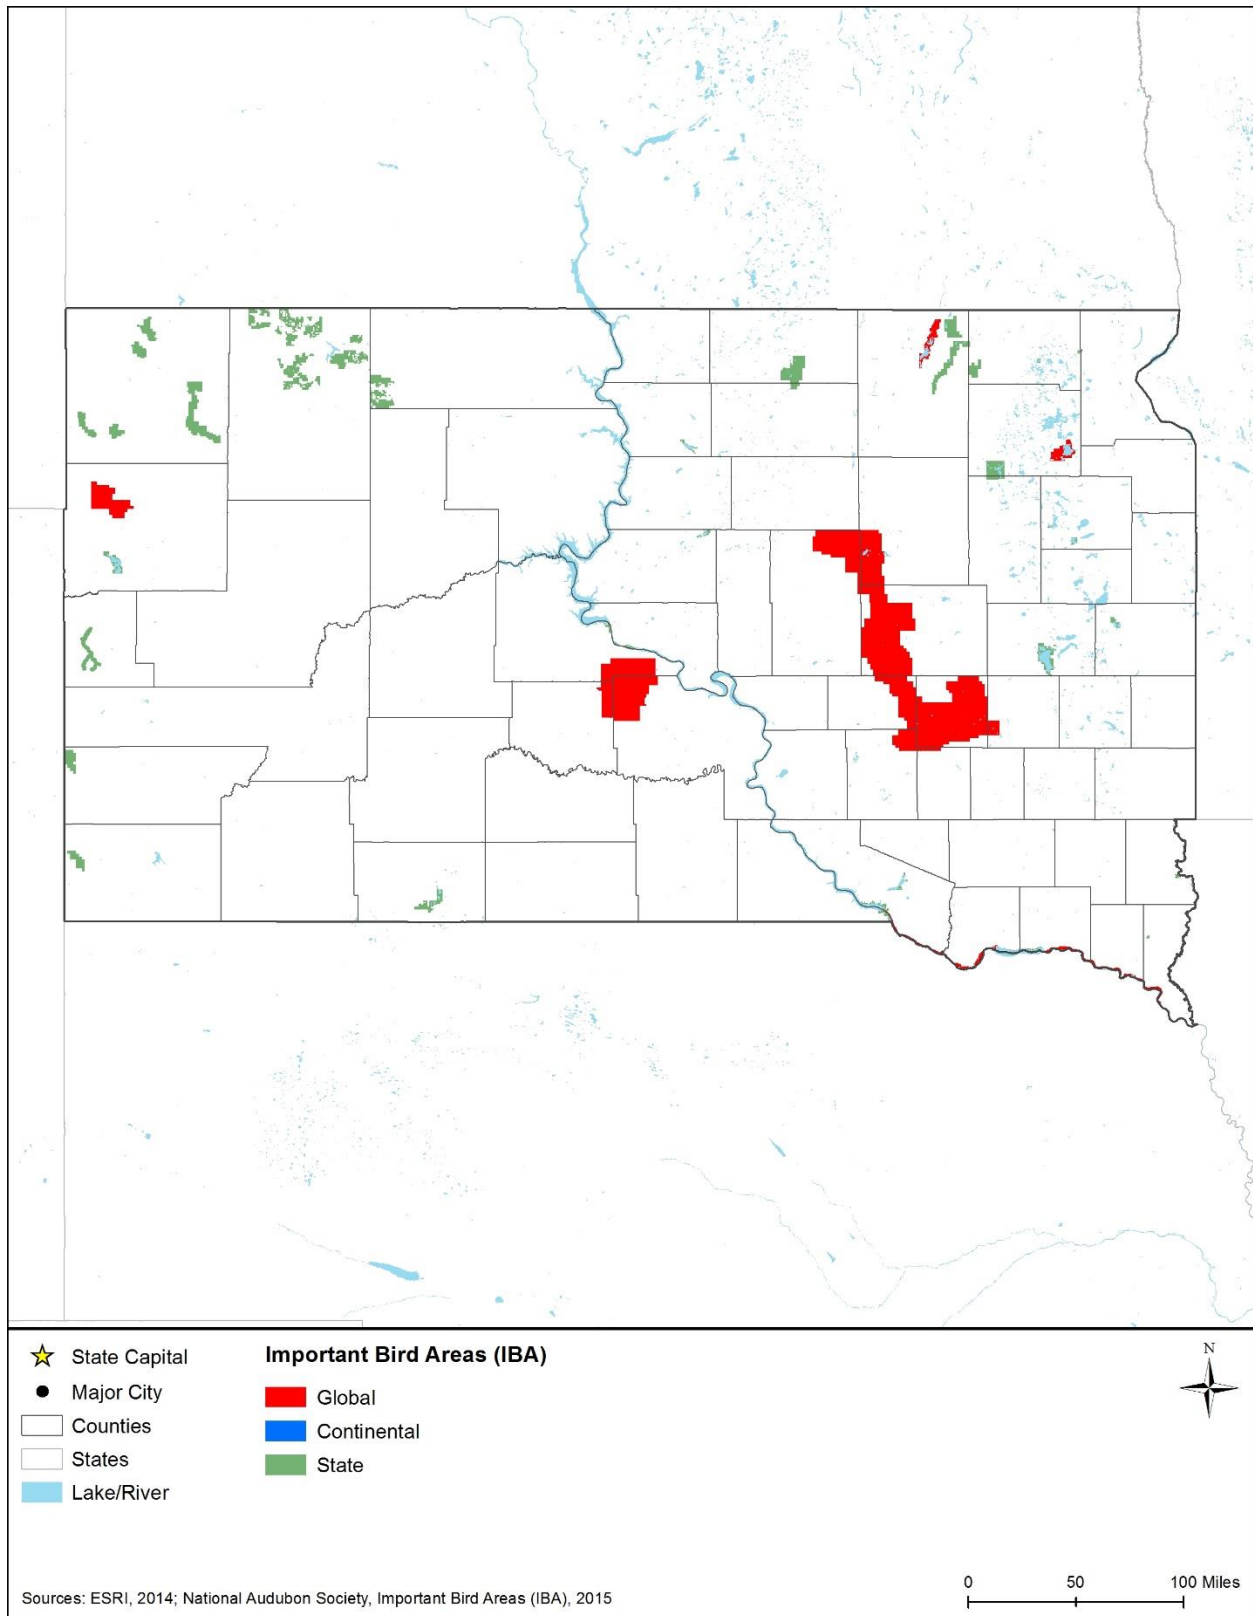 State Capital
Major City
Counties
States
Lake/River
Important Bird Areas (IBA)
Global
Continental
State
N
Sources: ESRI, 2014; National Audubon Society, Important Bird Areas (IBA), 2015
0 50 100 Miles